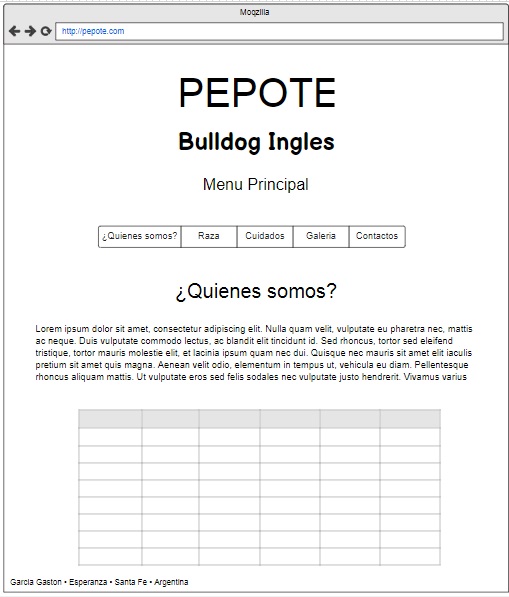 Moqzilla
http://pepote.com
PEPOTE
Bulldog Ingles
Menu Principal
¿Quienes somos? Raza Cuidados Galeria Contactos
¿Quienes somos?
Lorem ipsum dolor sit amet, consectetur adipiscing elit. Nulla quam velit, vulputate eu pharetra nec, mattis
ac neque. Duis vulputate commodo lectus, ac blandit elit tincidunt id. Sed rhoncus, tortor sed eleifend
tristique, tortor mauris molestie elit, et lacinia ipsum quam nec dui. Quisque nec mauris sit amet elit iaculis
pretium sit amet quis magna. Aenean velit odio, elementum in tempus ut, vehicula eu diam. Pellentesque
rhoncus aliquam mattis. Ut vulputate eros sed felis sodales nec vulputate justo hendrerit. Vivamus varius
Garcia Gaston • Esperanza • Santa Fe • Argentina